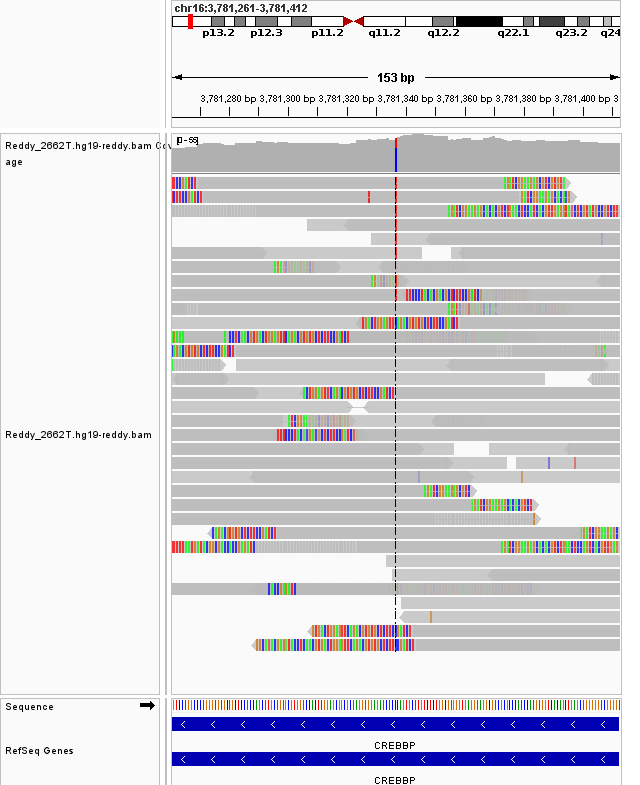 chr16:3,781,261-3,781,412
p13.2 p12.3 p11.2 q11.2 q12.2 q22.1 q23.2 q24
153 bp
3,781,280 bp 3,781,300 bp 3,781,320 bp 3,781,340 bp 3,781,360 bp 3,781,380 bp 3,781,400 bp 3
Reddy_2662T.hg19-reddy.bam Cov
age
Reddy_2662T.hg19-reddy.bam
Sequence
CREBBP
RefSeq Genes
CREBBP